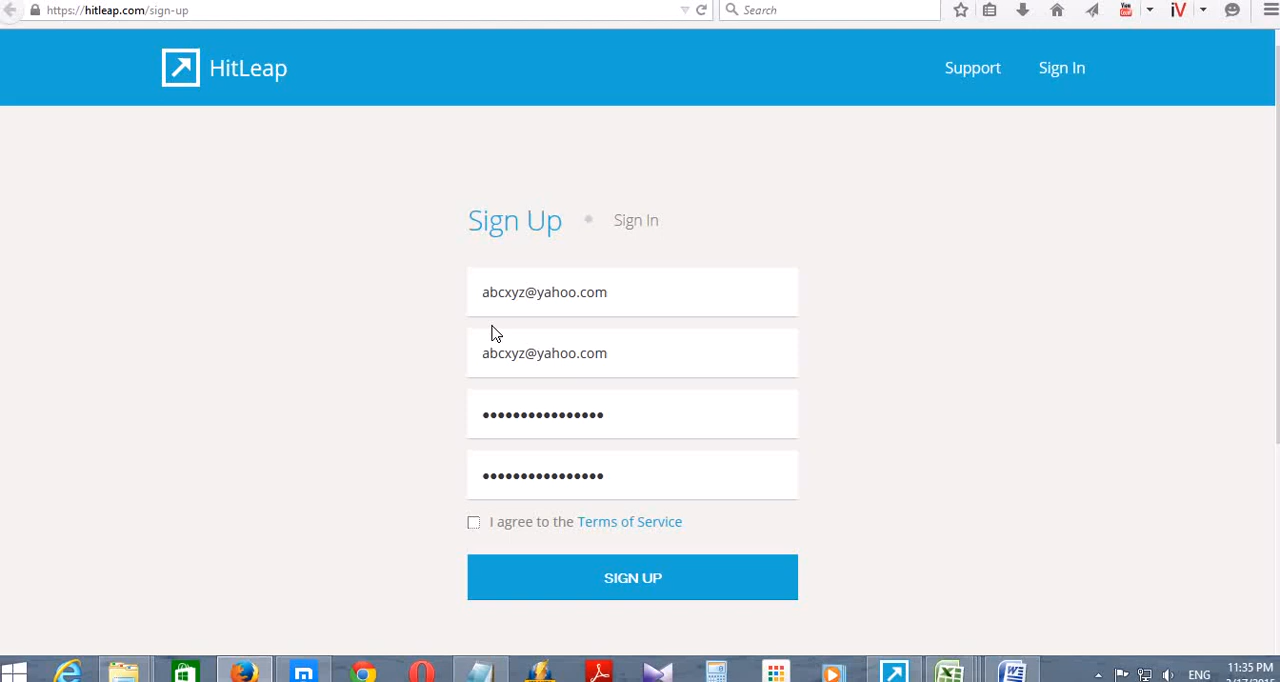 https://hitleap.com/sign-up
Search
HitLeap
Support
Sign In
Sign Up
Sign In
abcxyz@yahoo.com
abcxyz@yahoo.com
••••••••••••••••
••••••••••••••••
I agree to the Terms of Service
SIGN UP
ENG
11:35 PM